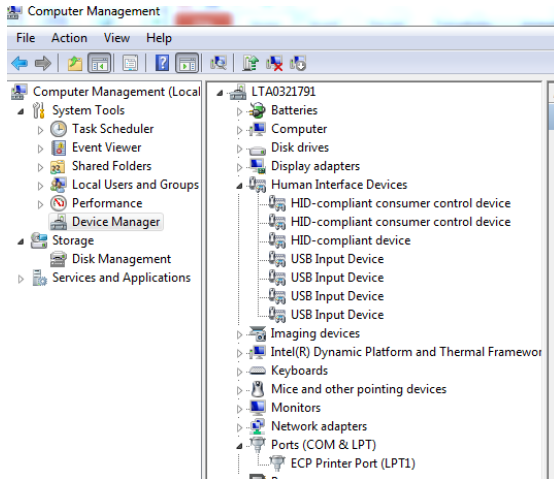 Computer Management
File Action View Help
Computer Management (Local
System Tools
Task Scheduler
Event Viewer
Shared Folders
Local Users and Groups
Performance
Device Manager
Storage
Disk Management
Services and Applications
LTA0321791
Batteries
Computer
Disk drives
Display adapters
Human Interface Devices
HID-compliant consumer control device
HID-compliant consumer control device
HID-compliant device
USB Input Device
USB Input Device
USB Input Device
USB Input Device
Imaging devices
Intel(R) Dynamic Platform and Thermal Framewor
Keyboards
Mice and other pointing devices
Monitors
Network adapters
Ports (COM & LPT)
ECP Printer Port (LPT1)